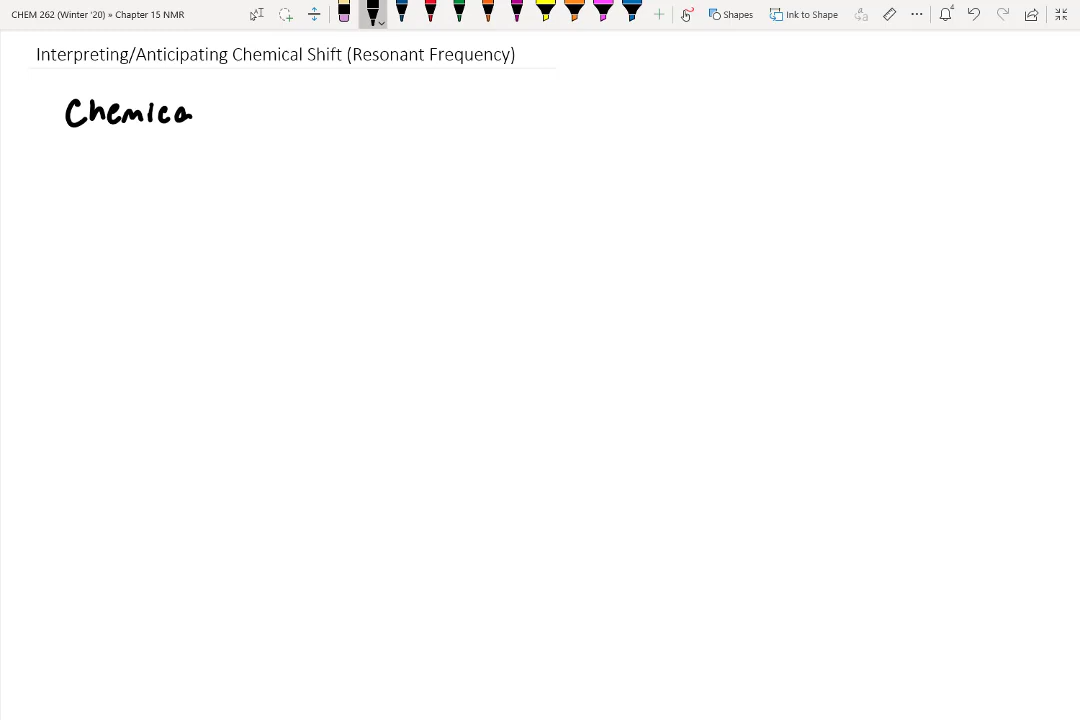 CHEM 262 (Winter '20) » Chapter 15 NMR
Shapes
Ink to Shape
Interpreting/Anticipating Chemical Shift (Resonant Frequency)
Chemica